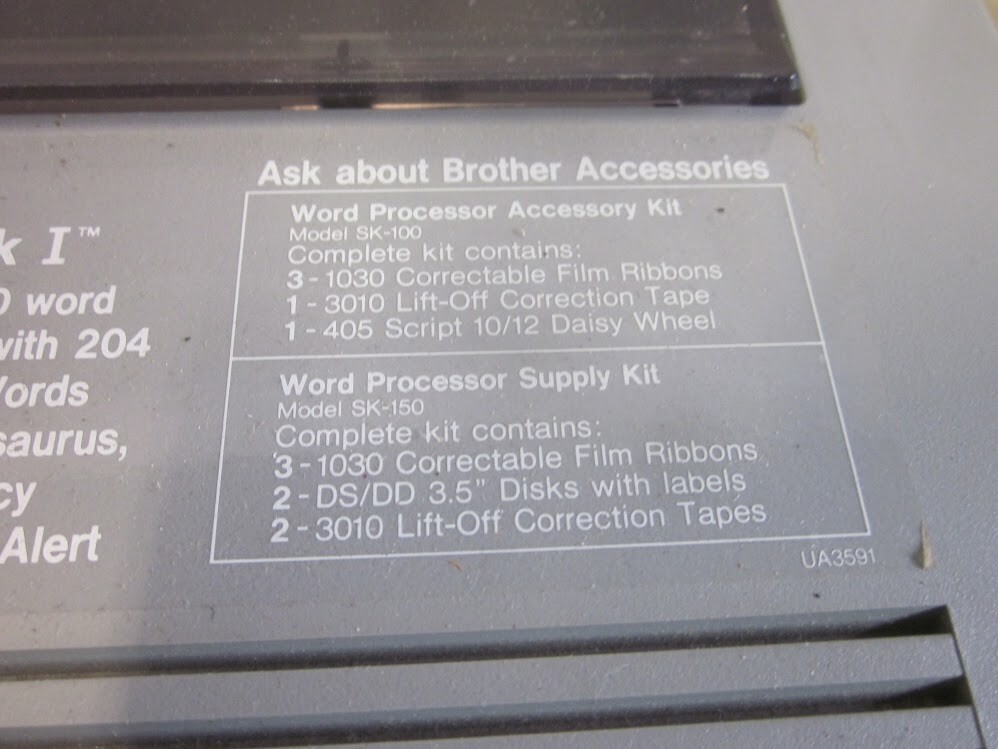 Ask about Brother Accessories
Word Processor Accessory Kit
Model SK-100
Complete kit contains:
3 - 1030 Correctable Film Ribbons
1 - 3010 Lift-Off Correction Tape
1 - 405 Script 10/12 Daisy Wheel
Word Processor Supply Kit
Model SK-150
Complete kit contains:
3 - 1030 Correctable Film Ribbons
2 - DS/DD 3.5" Disks with labels
2 - 3010 Lift-Off Correction Tapes
UA3591
k I™
word
with 204
Words
saurus,
cy
Alert